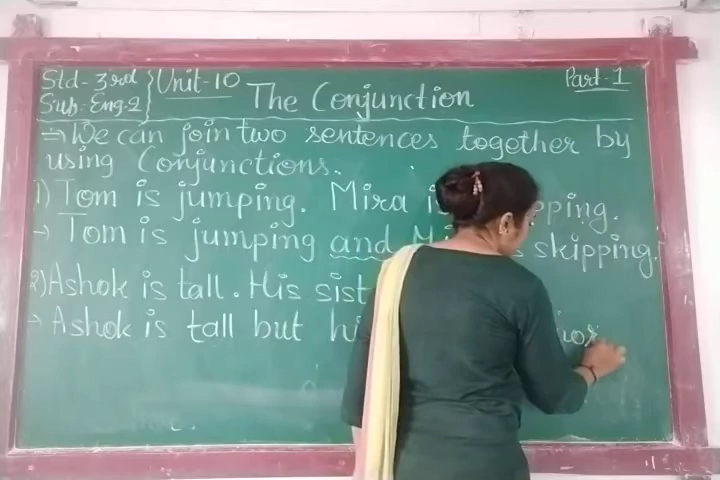 Std-3rd Unit-10 Part-1
Sub-Eng-2 The Conjunction
⇒ We can join two sentences together by
using Conjunctions.
1) Tom is jumping. Mira
→ Tom is jumping and skipping.
2) Ashok is tall. His
→ Ashok is tall but